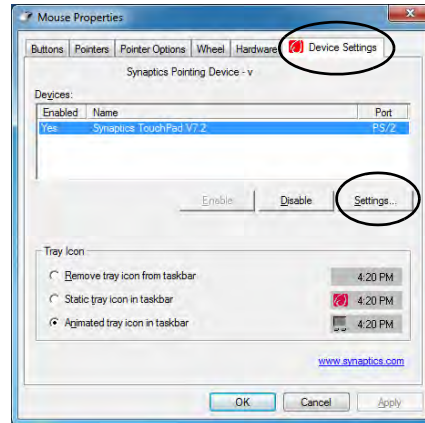 Mouse Properties
Buttons Pointers Pointer Options Wheel Hardware Device Settings
Synaptics Pointing Device - v
Devices:
Enabled Name Port
Yes Synaptics TouchPad V7.2 PS/2
Enable Disable Settings...
Tray Icon
Remove tray icon from taskbar 4:20 PM
Static tray icon in taskbar 4:20 PM
Animated tray icon in taskbar 4:20 PM
www.synaptics.com
OK Cancel Apply